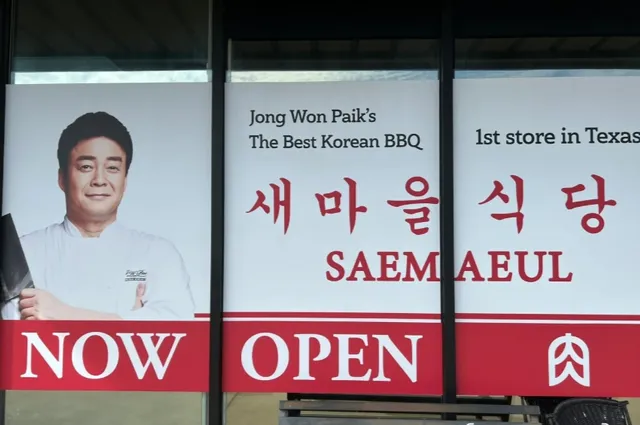 Jong Won Paik's
The Best Korean BBQ
1st store in Texas
새마을식당
SAEMAEUL
NOW OPEN